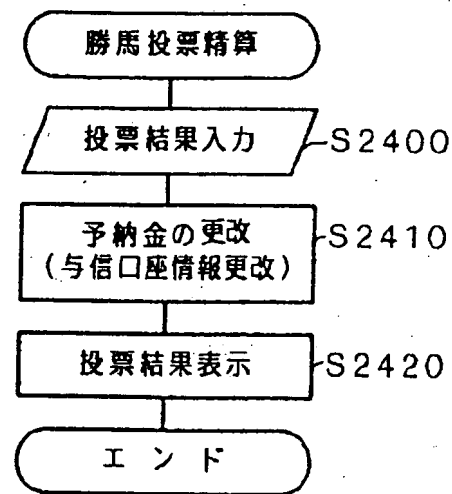 勝馬投票精算
投票結果入力 S2400
予納金の更改 S2410
(与信口座情報更改)
投票結果表示 S2420
エンド